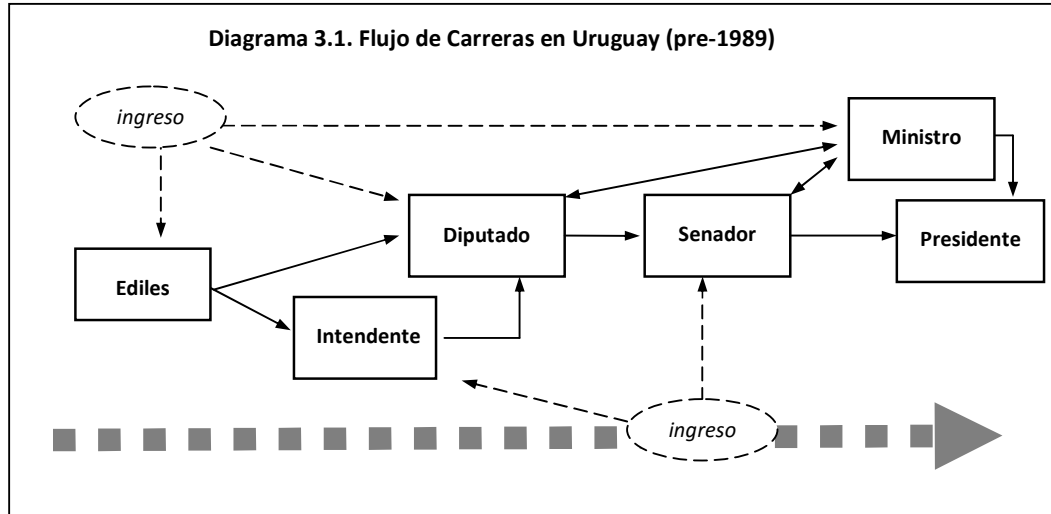 Diagrama 3.1. Flujo de Carreras en Uruguay (pre-1989)
ingreso
Ministro
Diputado
Senador
Presidente
Ediles
Intendente
ingreso